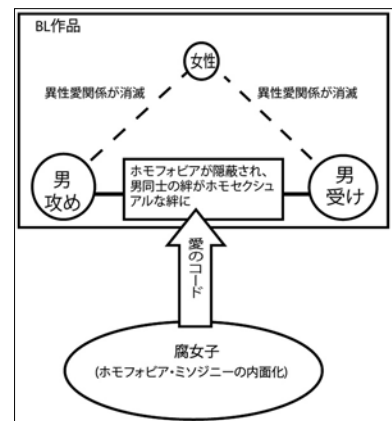 BL作品
女性
異性愛関係が消滅
異性愛関係が消滅
男
攻め
ホモフォビアが隠蔽され、
男同士の絆がホモセクシュ
アルな絆に
男
受け
愛のコード
腐女子
(ホモフォビア・ミソジニーの内面化)